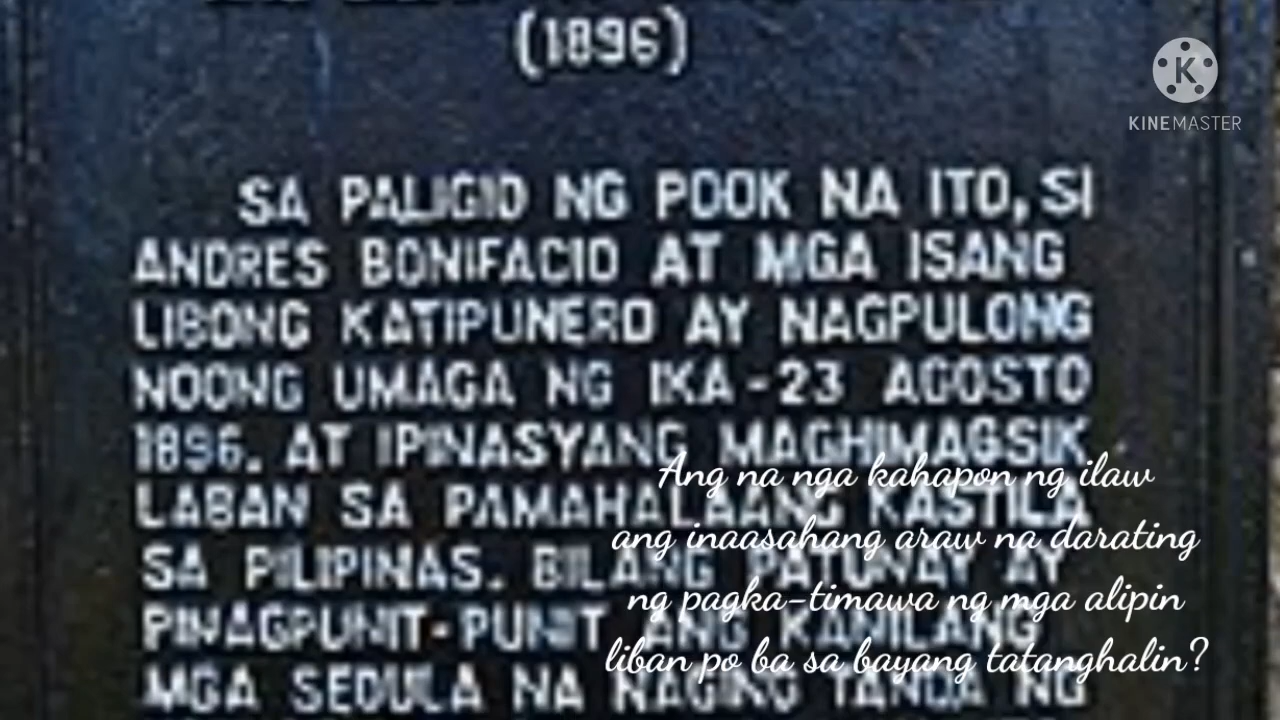 (1896)
KINEMASTER
SA PALIGID NG POOK NA ITO, SI
ANDRES BONIFACIO AT MGA ISANG
LIBONG KATIPUNERO AY NAGPULONG
NOONG UMAGA NG IKA-23 AGOSTO
1896. AT IPINASYANG MAGHIMAGSIK
LABAN SA PAMAHALAANG KASTILA
SA PILIPINAS. BILANG PATUNAY AY
PINAGPUNIT-PUNIT ANG KANILANG
MGA SEDULA NA NAGING TANDA NG
Ang na nga kahapon ng ilaw
ang inaasahang araw na darating
ng pagka-timawa ng mga alipin
liban po ba sa bayang tatanghalin?